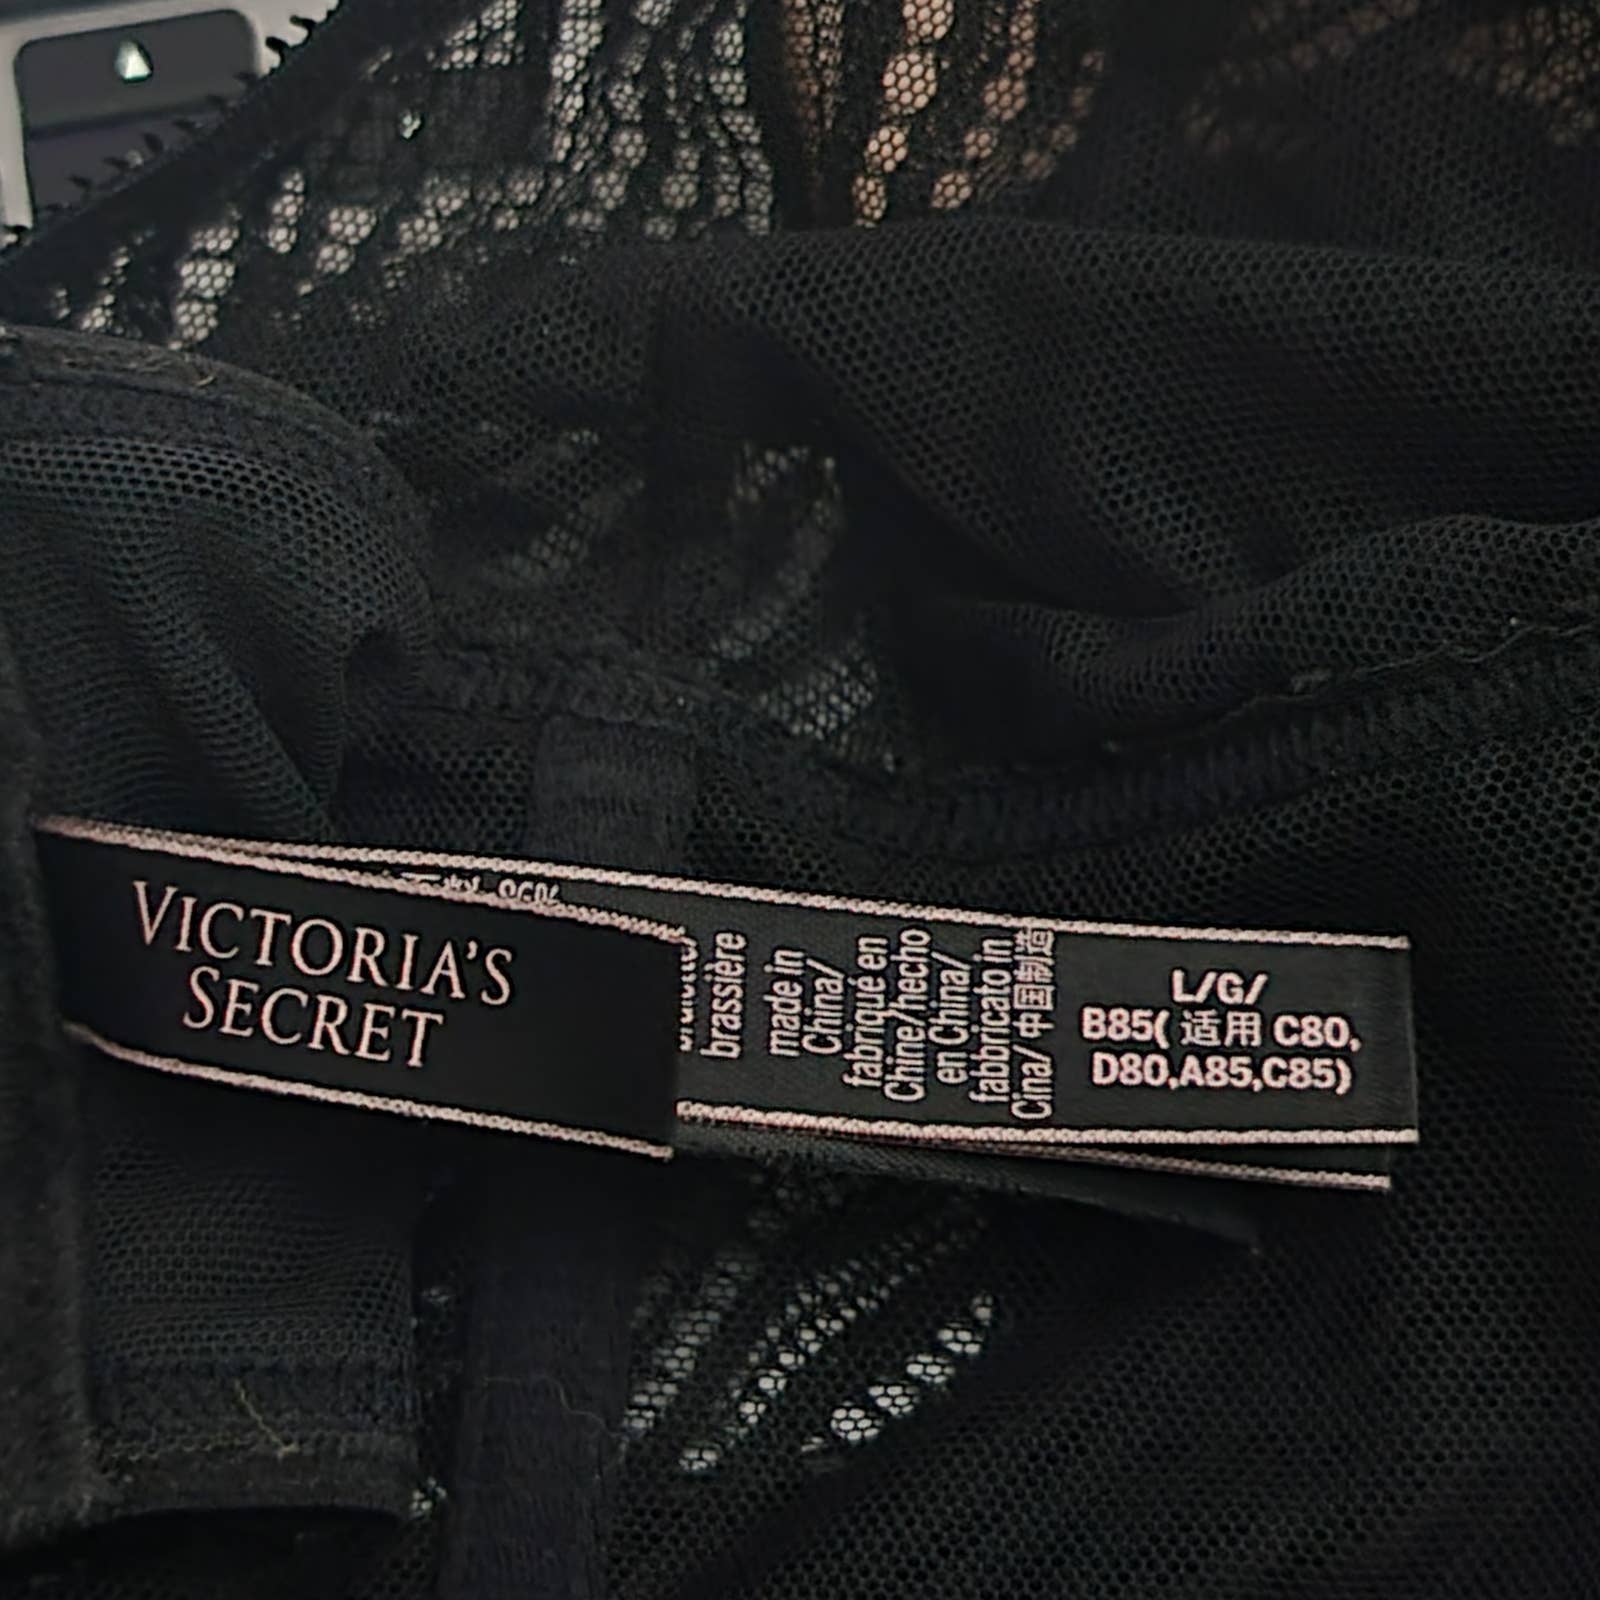 VICTORIA'S
SECRET
brassière
made in
China/
fabriqué en
Chine/hecho
en China/
fabbricato in
Cina/ 中国制造
L/G/
B85( 适用 C80,
D80,A85,C85)